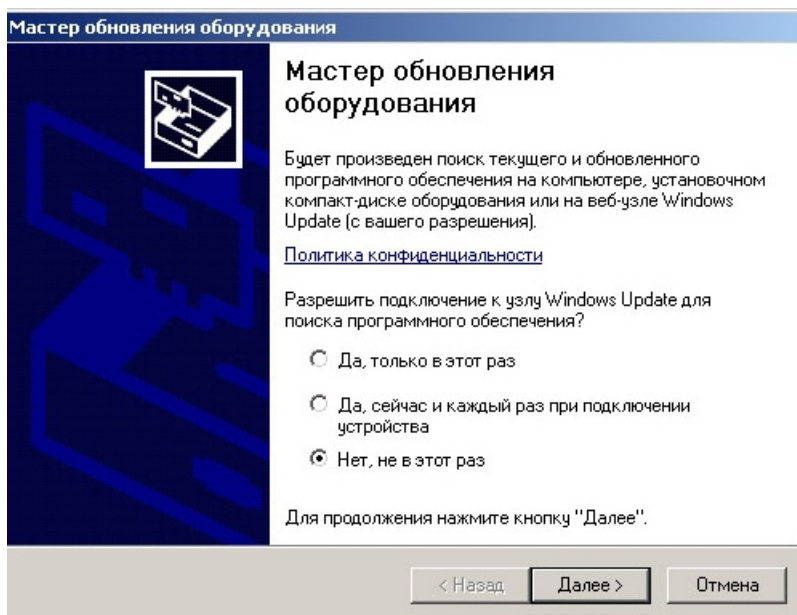 Мастер обновления оборудования
Мастер обновления
оборудования
Будет произведен поиск текущего и обновленного
программного обеспечения на компьютере, установочном
компакт-диске оборудования или на веб-узле Windows
Update (с вашего разрешения).
Политика конфиденциальности
Разрешить подключение к узлу Windows Update для
поиска программного обеспечения?
Да, только в этот раз
Да, сейчас и каждый раз при подключении
устройства
Нет, не в этот раз
Для продолжения нажмите кнопку "Далее".
< Назад Далее > Отмена